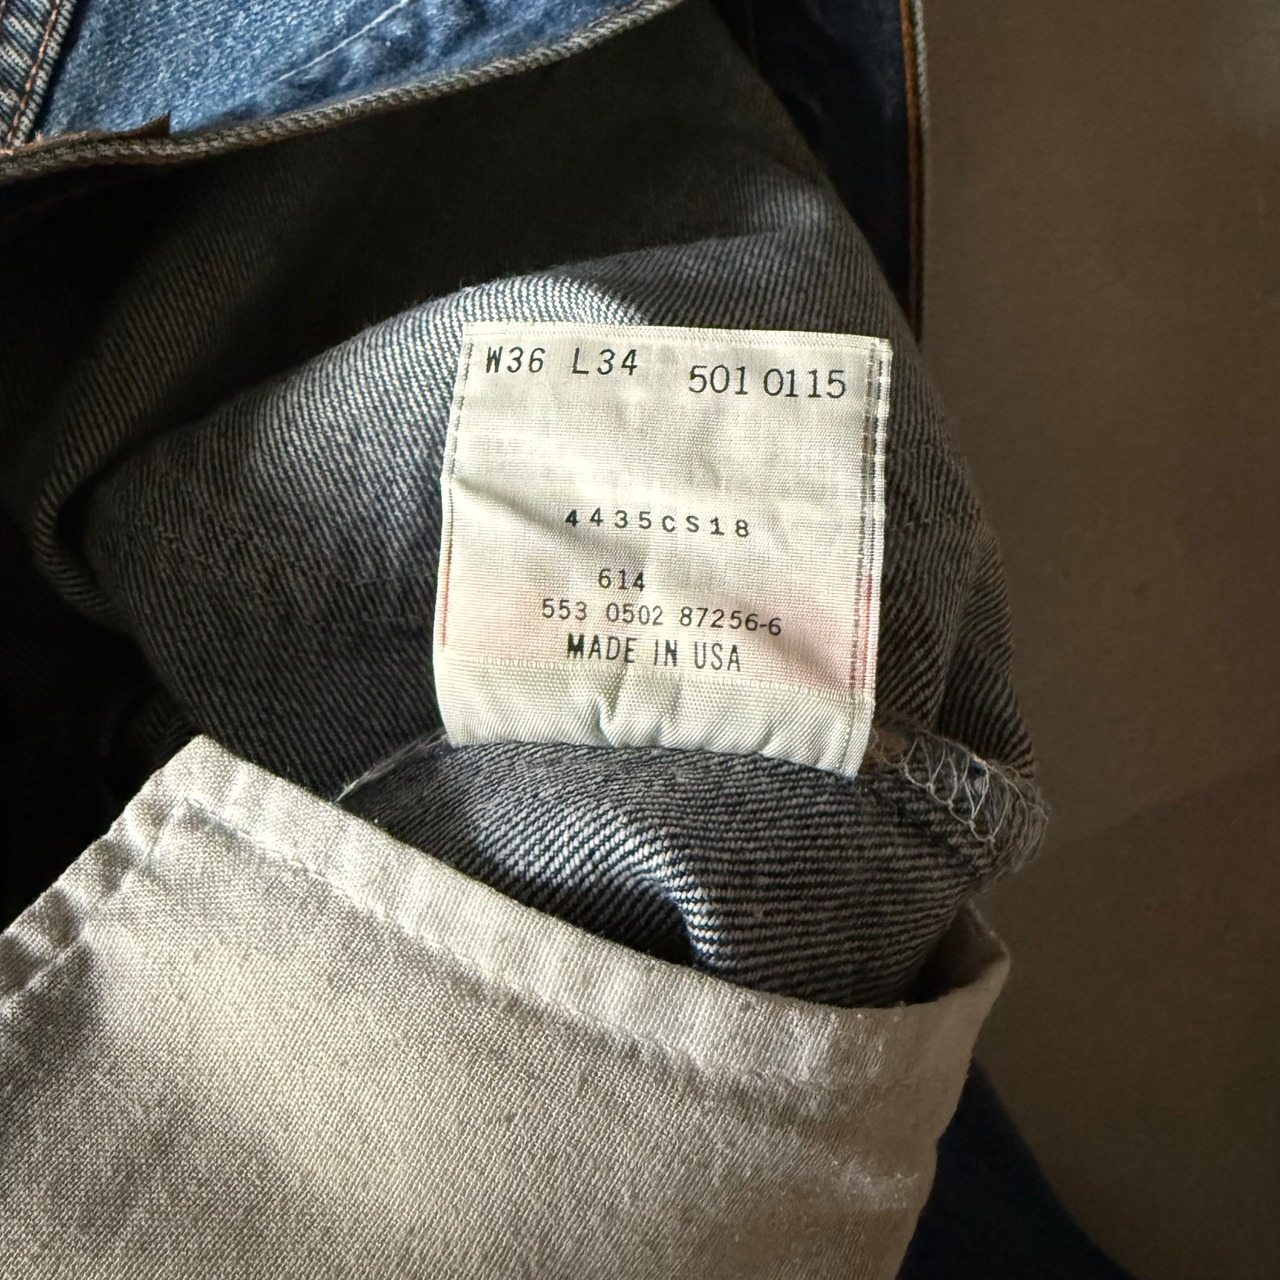 W36 L34 501 0115
4435CS18
614
553 0502 87256-6
MADE IN USA